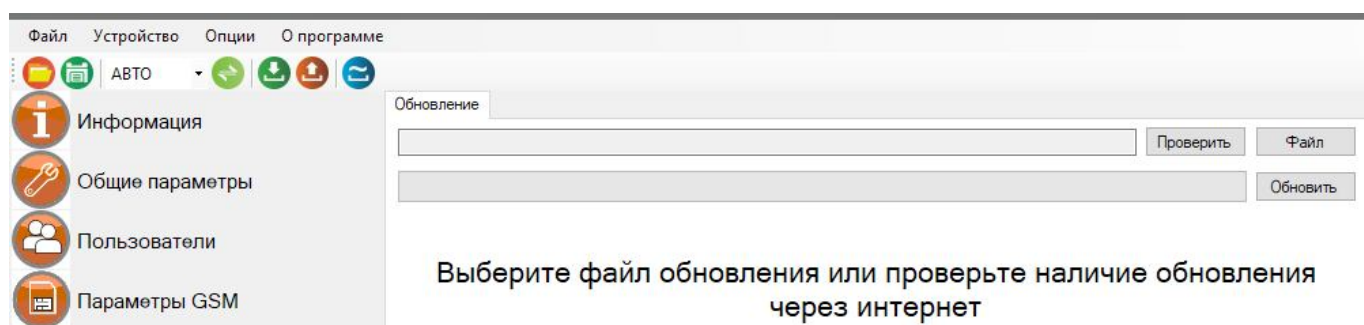 Файл Устройство Опции О программе
АВТО
Обновление
Информация
Проверить Файл
Общие параметры
Обновить
Пользователи
Выберите файл обновления или проверьте наличие обновления
через интернет
Параметры GSM